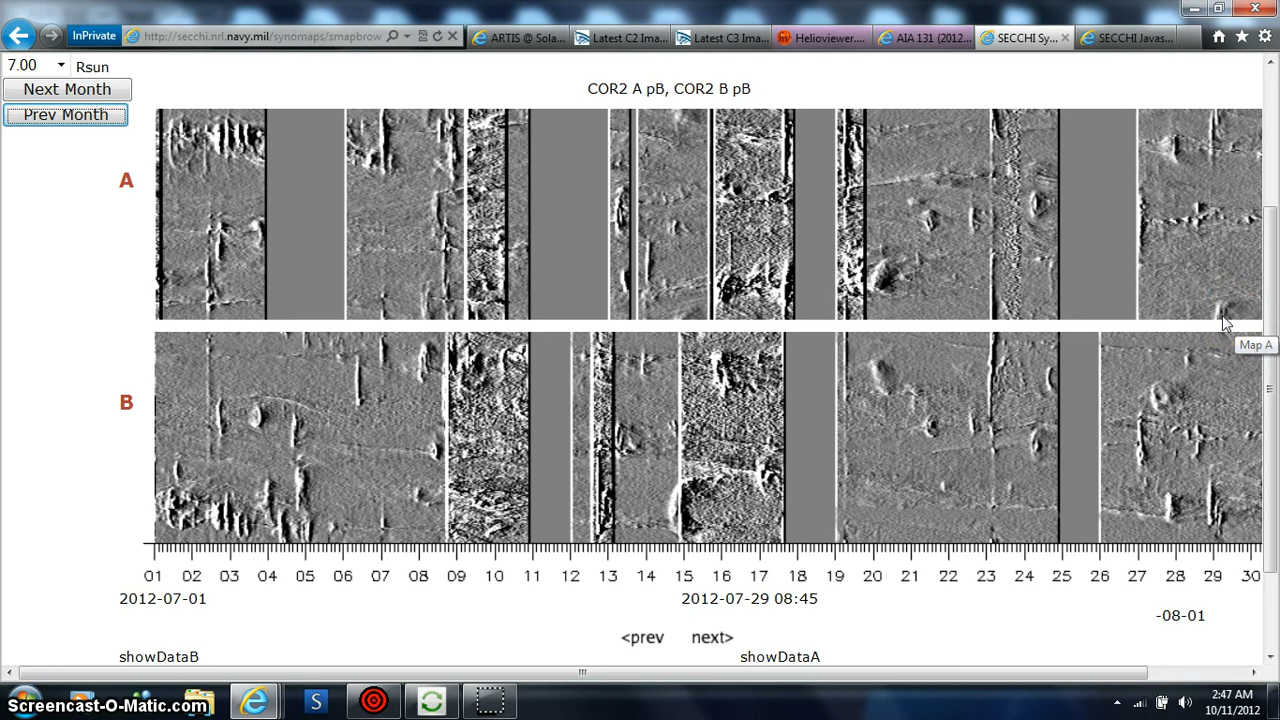 InPrivate
http://secchi.nrl.navy.mil/synomaps/smapbrow
ARTIS @ Sola...
Latest C2 Ima...
Latest C3 Imag...
Helioviewer....
AIA 131 (2012...
SECCHI Sy...
SECCHI Javas...
7.00
Rsun
Next Month
Prev Month
COR2 A pB, COR2 B pB
A
Map A
B
01 02 03 04 05 06 07 08 09 10 11 12 13 14 15 16 17 18 19 20 21 22 23 24 25 26 27 28 29 30
2012-07-01
2012-07-29 08:45
-08-01
<prev next>
showDataB
showDataA
S
Screencast-O-Matic.com
2:47 AM
10/11/2012